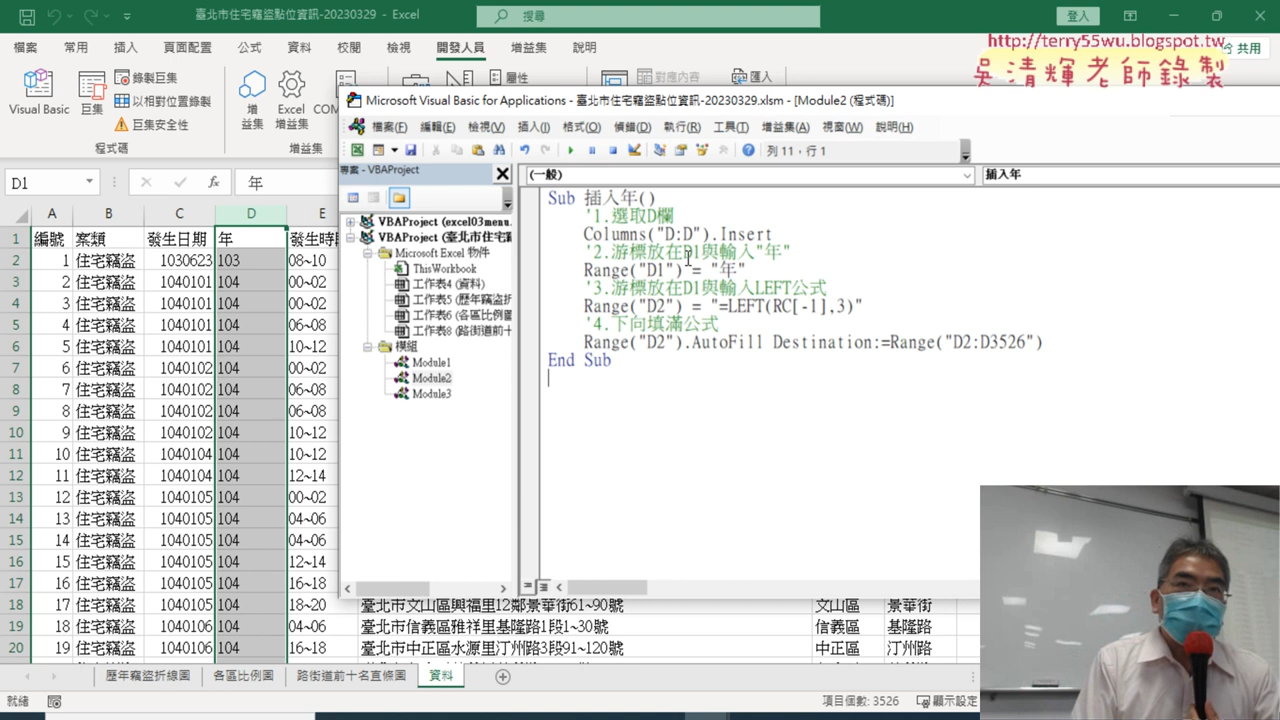 臺北市住宅竊盜點位資訊-20230329 - Excel
搜尋
登入
檔案 常用 插入 頁面配置 公式 資料 校閱 檢視 開發人員 增益集 說明
共用
http://terry55wu.blogspot.tw
吳清輝老師錄製
Visual Basic 巨集 錄製巨集 以相對位置錄製 巨集安全性
增益集 Excel 增益集 COM
屬性 對應內容 匯入
程式碼 增益集
Microsoft Visual Basic for Applications - 臺北市住宅竊盜點位資訊-20230329.xlsm - [Module2 (程式碼)]
檔案(F) 編輯(E) 檢視(V) 插入(I) 格式(O) 偵錯(D) 執行(R) 工具(T) 增益集(A) 視窗(W) 說明(H)
列 11，行 1
專案 - VBAProject
(一般) 插入年
VBAProject (excel03menu.
VBAProject (臺北市住宅
Microsoft Excel 物件
ThisWorkbook
工作表4 (資料)
工作表5 (歷年竊盜折
工作表6 (各區比例圖
工作表8 (路街道前十
模組
Module1
Module2
Module3
Sub 插入年()
'1.選取D欄
Columns("D:D").Insert
'2.游標放在D1與輸入"年"
Range("D1") = "年"
'3.游標放在D1與輸入LEFT公式
Range("D2") = "=LEFT(RC[-1],3)"
'4.下向填滿公式
Range("D2").AutoFill Destination:=Range("D2:D3526")
End Sub
D1 fx 年
A B C D E
1 編號 案類 發生日期 年 發生時
2 1 住宅竊盜 1030623 103 08~10
3 2 住宅竊盜 1040101 104 00~02
4 3 住宅竊盜 1040101 104 00~02
5 4 住宅竊盜 1040101 104 06~08
6 5 住宅竊盜 1040101 104 10~12
7 6 住宅竊盜 1040102 104 00~02
8 7 住宅竊盜 1040102 104 06~08
9 8 住宅竊盜 1040102 104 06~08
10 9 住宅竊盜 1040102 104 10~12
11 10 住宅竊盜 1040104 104 10~12
12 11 住宅竊盜 1040104 104 12~14
13 12 住宅竊盜 1040105 104 00~02
14 13 住宅竊盜 1040105 104 04~06
15 14 住宅竊盜 1040105 104 04~06
16 15 住宅竊盜 1040105 104 12~14
17 16 住宅竊盜 1040105 104 16~18
18 17 住宅竊盜 1040105 104 18~20 臺北市文山區興福里12鄰景華街61~90號 文山區 景華街
19 18 住宅竊盜 1040106 104 04~06 臺北市信義區雅祥里基隆路1段1~30號 信義區 基隆路
20 19 住宅竊盜 1040106 104 16~18 臺北市中正區水源里汀州路3段91~120號 中正區 汀州路
歷年竊盜折線圖 各區比例圖 路街道前十名直條圖 資料
就緒 項目個數: 3526 顯示設定